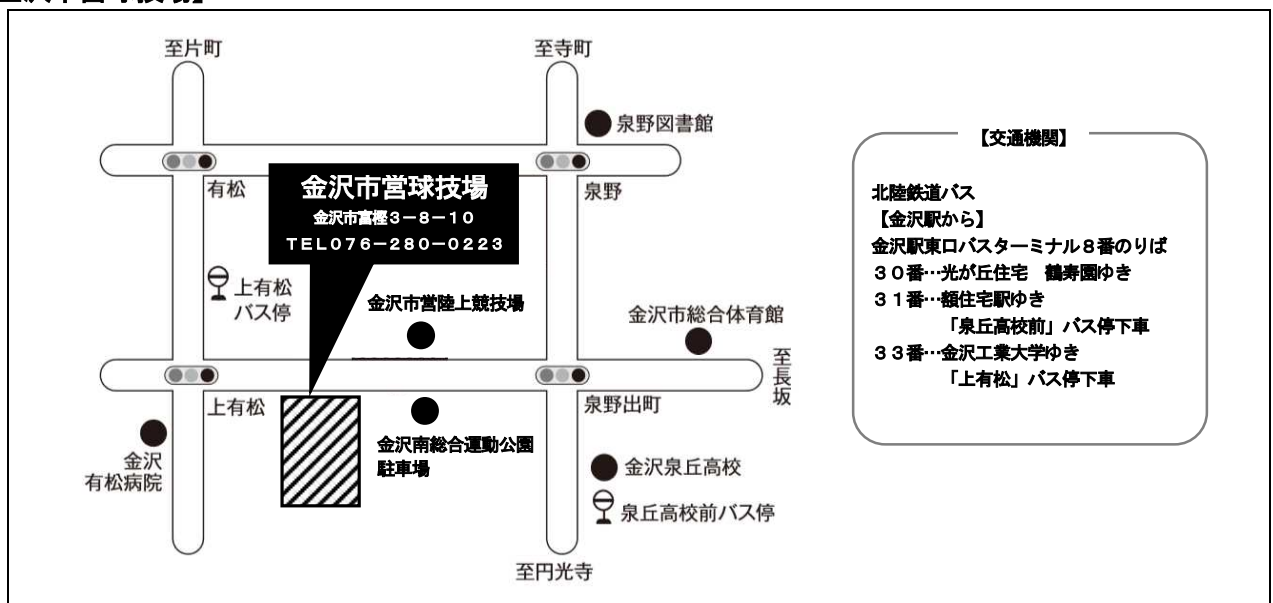 至片町
至寺町
泉野図書館
有松
泉野
金沢市営球技場
金沢市富樫3−8−10
TEL076−280−0223
上有松
バス停
金沢市営陸上競技場
金沢市総合体育館
至長坂
上有松
泉野出町
金沢
有松病院
金沢南総合運動公園
駐車場
金沢泉丘高校
泉丘高校前バス停
至円光寺
【交通機関】
北陸鉄道バス
【金沢駅から】
金沢駅東口バスターミナル8番のりば
30番…光が丘住宅　鶴寿園ゆき
31番…額住宅駅ゆき
「泉丘高校前」バス停下車
33番…金沢工業大学ゆき
「上有松」バス停下車